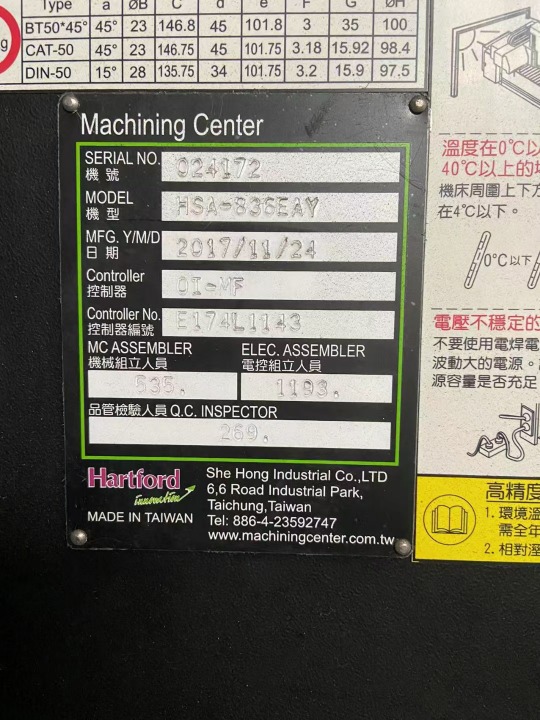 Type a ØB C d e F G ØH
BT50*45° 45° 23 146.8 45 101.8 3 35 100
CAT-50 45° 23 146.75 45 101.75 3.18 15.92 98.4
DIN-50 15° 28 135.75 34 101.75 3.2 15.9 97.5
Machining Center
SERIAL NO. 024172
機 號
MODEL HSA-836EAY
機 型
MFG. Y/M/D 2017/11/24
日 期
Controller OI-MF
控制器
Controller No. E174L1143
控制器編號
MC ASSEMBLER
機械組立人員
535.
ELEC. ASSEMBLER
電控組立人員
1193.
品管檢驗人員 Q.C. INSPECTOR
269.
Hartford
innovation
MADE IN TAIWAN
She Hong Industrial Co.,LTD
6,6 Road Industrial Park,
Taichung,Taiwan
Tel: 886-4-23592747
www.machiningcenter.com.tw
溫度在0°C以
40°C以上的
機床周圍上下方
在4°C以下。
0°C以下
電壓不穩定的
不要使用電焊電
波動大的電源。
源容量是否充足
高精度
1. 環境溫
需全年
2. 相對溼